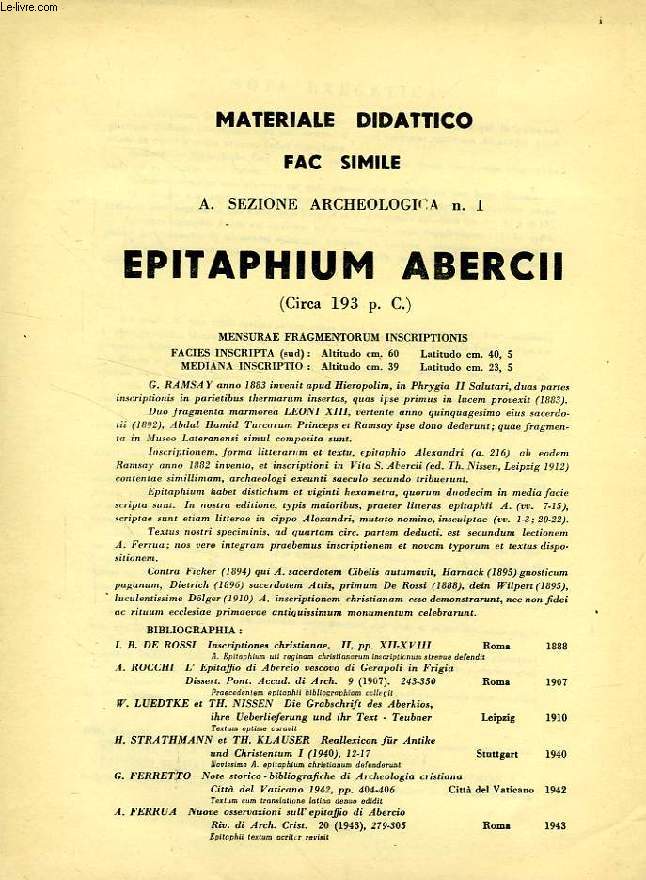 Le-livre.com
MATERIALE DIDATTICO
FAC SIMILE
A. SEZIONE ARCHEOLOGICA n. 1
EPITAPHIUM ABERCII
(Circa 193 p. C.)
MENSURAE FRAGMENTORUM INSCRIPTIONIS
FACIES INSCRIPTA (sud): Altitudo cm. 60 Latitudo cm. 40, 5
MEDIANA INSCRIPTIO: Altitudo cm. 39 Latitudo cm. 23, 5
G. RAMSAY anno 1883 invenit apud Hieropolim, in Phrygia II Salutari, duas partes
inscriptionis in parietibus thermarum insertas, quas ipse primus in lucem provexit (1883).
Duo fragmenta marmorea LEONI XIII, vertente anno quinquagesimo eius sacerdo-
tii (1892), Abdul Hamid Turcarum Princeps et Ramsay ipse dono dederunt; quae fragmen-
ta in Museo Lateranensi simul composita sunt.
Inscriptionem, forma litterarum et textu, epitaphio Alexandri (a. 216) ab eodem
Ramsay anno 1882 invento, et inscriptioni in Vita S. Abercii (ed. Th. Nissen, Leipzig 1912)
contentae simillimam, archaeologi exeunti saeculo secundo tribuerunt.
Epitaphium habet distichum et viginti hexametra, quorum duodecim in media facie
scripta sunt. In nostra editione, typis maioribus, praeter lineras epitaphii A. (vv. 7-15),
scriptae sunt etiam litterae in cippo Alexandri, mutato nomine, insculptae (vv. 1-3; 20-22).
Textus nostri speciminis, ad quartam circ. partem deducti, est secundum lectionem
A. Ferrua; nos vero integram praebemus inscriptionem et novam typorum et textus dispo-
sitionem.
Contra Ficker (1894) qui A. sacerdotem Cibelis autumavit, Harnack (1895) gnosticum
paganum, Dietrich (1896) sacerdotem Attis, primum De Rossi (1888), dein Wilpert (1895),
luculentissime Dölger (1910) A. inscriptionem christianam esse demonstrarunt, nec non fidei
ac rituum ecclesiae primaevae antiquissimum monumentum celebrarunt.
BIBLIOGRAPHIA:
I. B. DE ROSSI Inscriptiones christianae, II, pp. XII-XVIII Roma 1888
A. Epitaphium uti reginam christianarum inscriptionum strenue defendit
A. ROCCHI L' Epitaffio di Abercio vescovo di Gerapoli in Frigia
Dissert. Pont. Accad. di Arch. 9 (1907), 243-350 Roma 1907
Praecedentem epitaphii bibliographiam collegit
W. LUEDTKE et TH. NISSEN Die Grabschrift des Aberkios,
ihre Ueberlieferung und ihr Text - Teubner Leipzig 1910
Textum optime curavit
H. STRATHMANN et TH. KLAUSER Reallexicon für Antike
und Christentum I (1940), 12-17 Stuttgart 1940
Novissime A. epitaphium christianum defenderunt
G. FERRETTO Note storico-bibliografiche di Archeologia cristiana
Città del Vaticano 1942, pp. 404-406 Città del Vaticano 1942
Textum cum translatione latina denuo edidit
A. FERRUA Nuove osservazioni sull'epitaffio di Abercio
Riv. di Arch. Crist. 20 (1943), 279-305 Roma 1943
Epitaphii textum acriter revisit